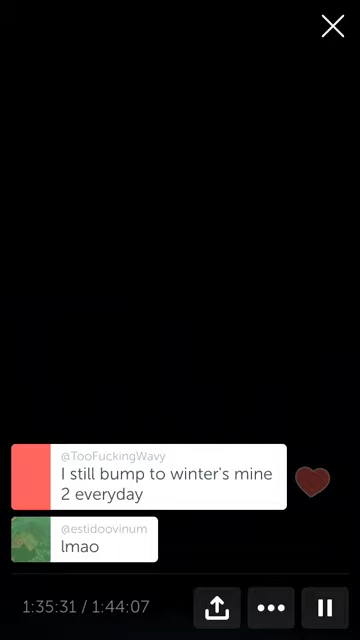 @TooFuckingWavy
I still bump to winter's mine
2 everyday
@estidoovinum
lmao
1:35:31 / 1:44:07